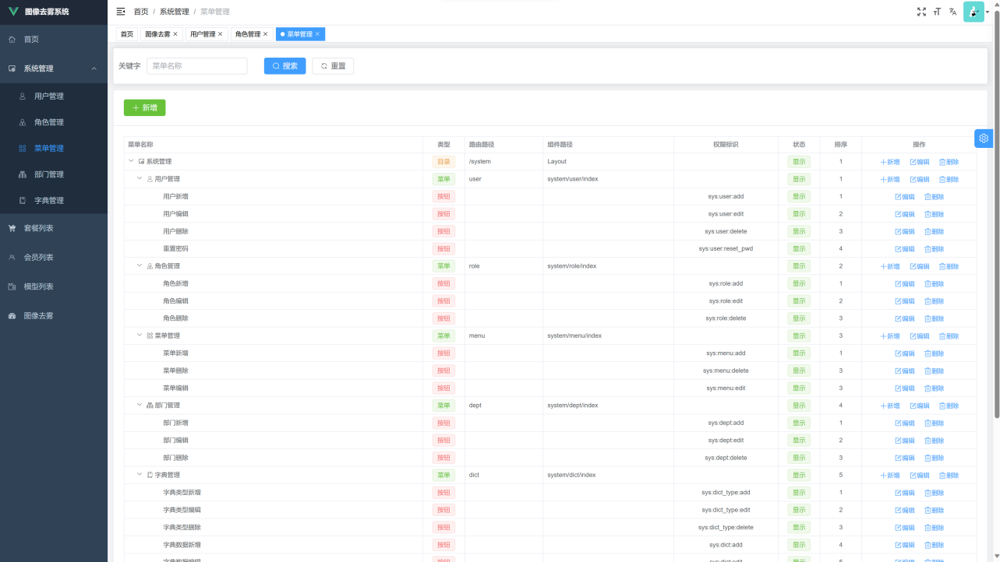 图像去雾系统
首页 / 系统管理 / 菜单管理
首页
系统管理
用户管理
角色管理
菜单管理
部门管理
字典管理
套餐列表
会员列表
模型列表
图像去雾
首页 图像去雾 × 用户管理 × 角色管理 × 菜单管理 ×
关键字 菜单名称 搜索 重置
+ 新增
菜单名称 类型 路由路径 组件路径 权限标识 状态 排序 操作
系统管理 目录 /system Layout 显示 1 +新增 编辑 删除
用户管理 菜单 user system/user/index 显示 1 +新增 编辑 删除
用户新增 按钮 sys:user:add 显示 1 编辑 删除
用户编辑 按钮 sys:user:edit 显示 2 编辑 删除
用户删除 按钮 sys:user:delete 显示 3 编辑 删除
重置密码 按钮 sys:user:reset_pwd 显示 4 编辑 删除
角色管理 菜单 role system/role/index 显示 2 +新增 编辑 删除
角色新增 按钮 sys:role:add 显示 1 编辑 删除
角色编辑 按钮 sys:role:edit 显示 2 编辑 删除
角色删除 按钮 sys:role:delete 显示 3 编辑 删除
菜单管理 菜单 menu system/menu/index 显示 3 +新增 编辑 删除
菜单新增 按钮 sys:menu:add 显示 1 编辑 删除
菜单删除 按钮 sys:menu:delete 显示 3 编辑 删除
菜单编辑 按钮 sys:menu:edit 显示 3 编辑 删除
部门管理 菜单 dept system/dept/index 显示 4 +新增 编辑 删除
部门新增 按钮 sys:dept:add 显示 1 编辑 删除
部门编辑 按钮 sys:dept:edit 显示 2 编辑 删除
部门删除 按钮 sys:dept:delete 显示 3 编辑 删除
字典管理 菜单 dict system/dict/index 显示 5 +新增 编辑 删除
字典类型新增 按钮 sys:dict_type:add 显示 1 编辑 删除
字典类型编辑 按钮 sys:dict_type:edit 显示 2 编辑 删除
字典类型删除 按钮 sys:dict_type:delete 显示 3 编辑 删除
字典数据新增 按钮 sys:dict:add 显示 4 编辑 删除
字典数据编辑 按钮 sys:dict:edit 显示 5 编辑 删除